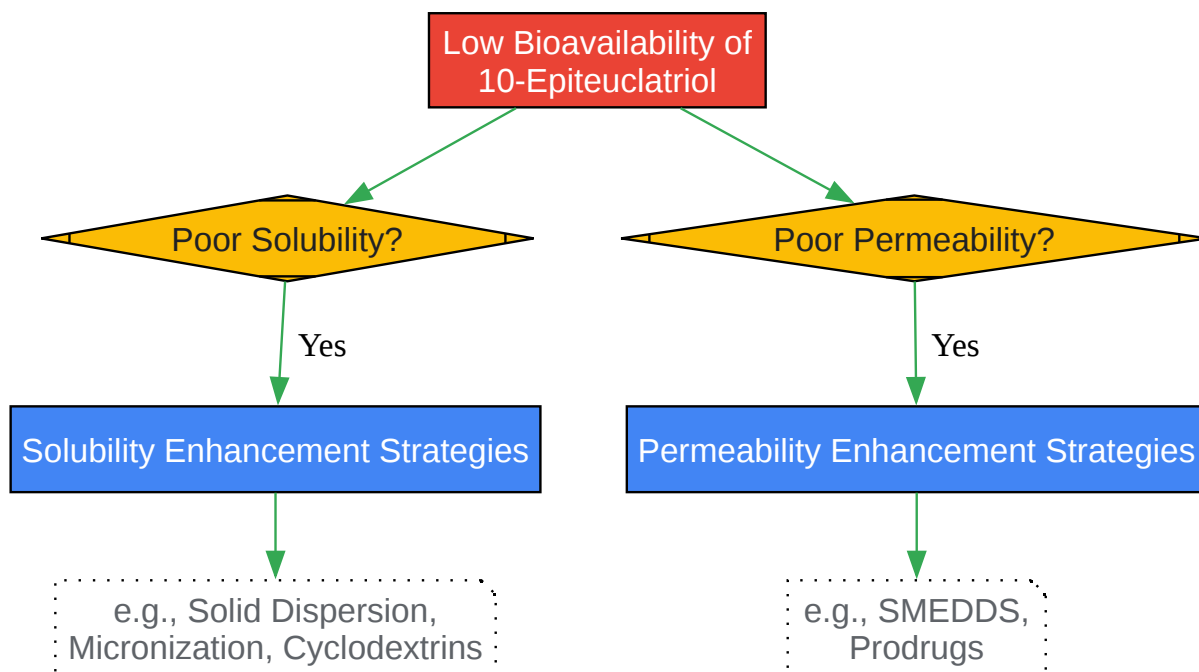 Low Bioavailability of
10-Epiteuclatriol
Poor Solubility?
Poor Permeability?
Yes
Yes
Solubility Enhancement Strategies
Permeability Enhancement Strategies
e.g., Solid Dispersion,
Micronization, Cyclodextrins
e.g., SMEDDS,
Prodrugs